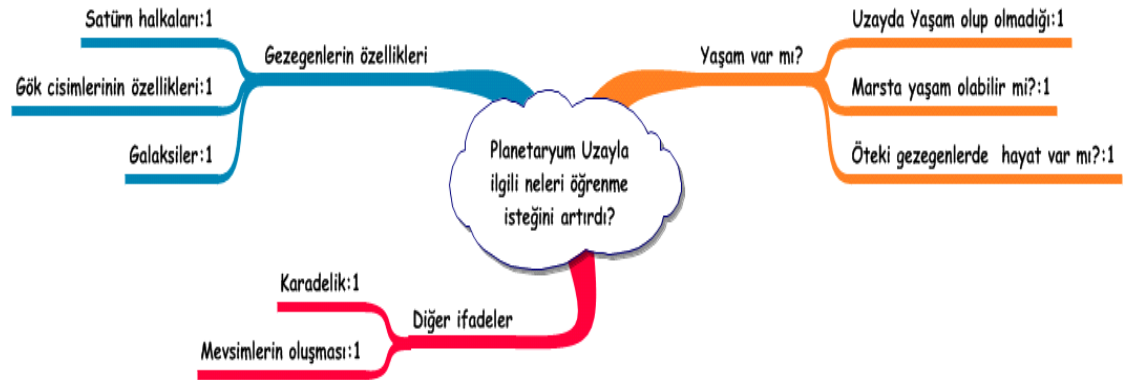 Planetaryum Uzayla
ilgili neleri öğrenme
isteğini artırdı?
Gezegenlerin özellikleri
Satürn halkaları:1
Gök cisimlerinin özellikleri:1
Galaksiler:1
Yaşam var mı?
Uzayda Yaşam olup olmadığı:1
Marsta yaşam olabilir mi?:1
Öteki gezegenlerde hayat var mı?:1
Diğer ifadeler
Karadelik:1
Mevsimlerin oluşması:1